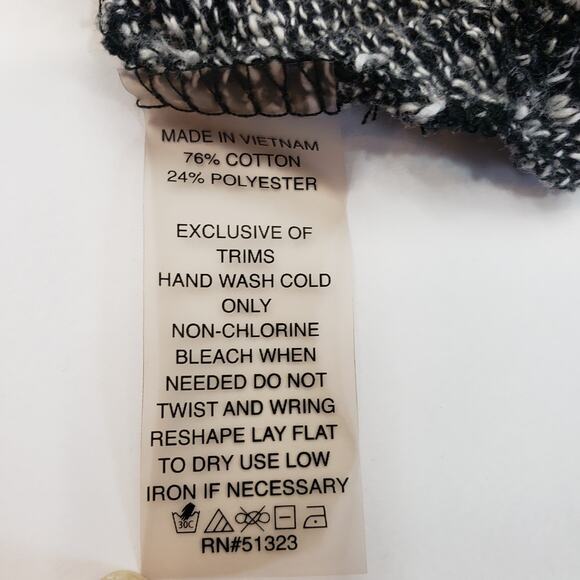 MADE IN VIETNAM
76% COTTON
24% POLYESTER
EXCLUSIVE OF
TRIMS
HAND WASH COLD
ONLY
NON-CHLORINE
BLEACH WHEN
NEEDED DO NOT
TWIST AND WRING
RESHAPE LAY FLAT
TO DRY USE LOW
IRON IF NECESSARY
30C
RN#51323